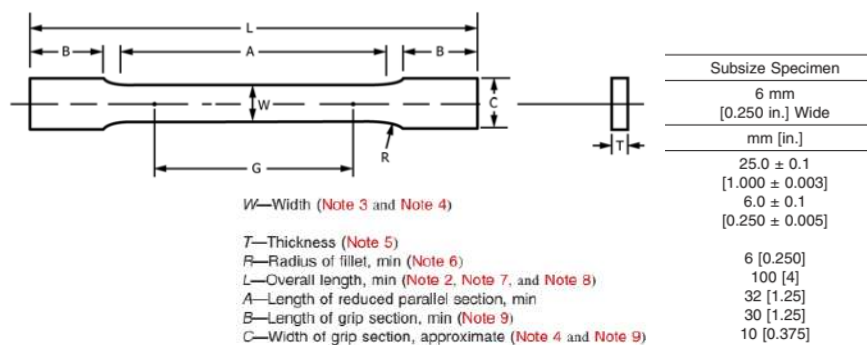 L
B
A
B
W
C
T
R
G
W—Width (Note 3 and Note 4)
T—Thickness (Note 5)
R—Radius of fillet, min (Note 6)
L—Overall length, min (Note 2, Note 7, and Note 8)
A—Length of reduced parallel section, min
B—Length of grip section, min (Note 9)
C—Width of grip section, approximate (Note 4 and Note 9)
Subsize Specimen
6 mm
[0.250 in.] Wide
mm [in.]
25.0 ± 0.1
[1.000 ± 0.003]
6.0 ± 0.1
[0.250 ± 0.005]
6 [0.250]
100 [4]
32 [1.25]
30 [1.25]
10 [0.375]